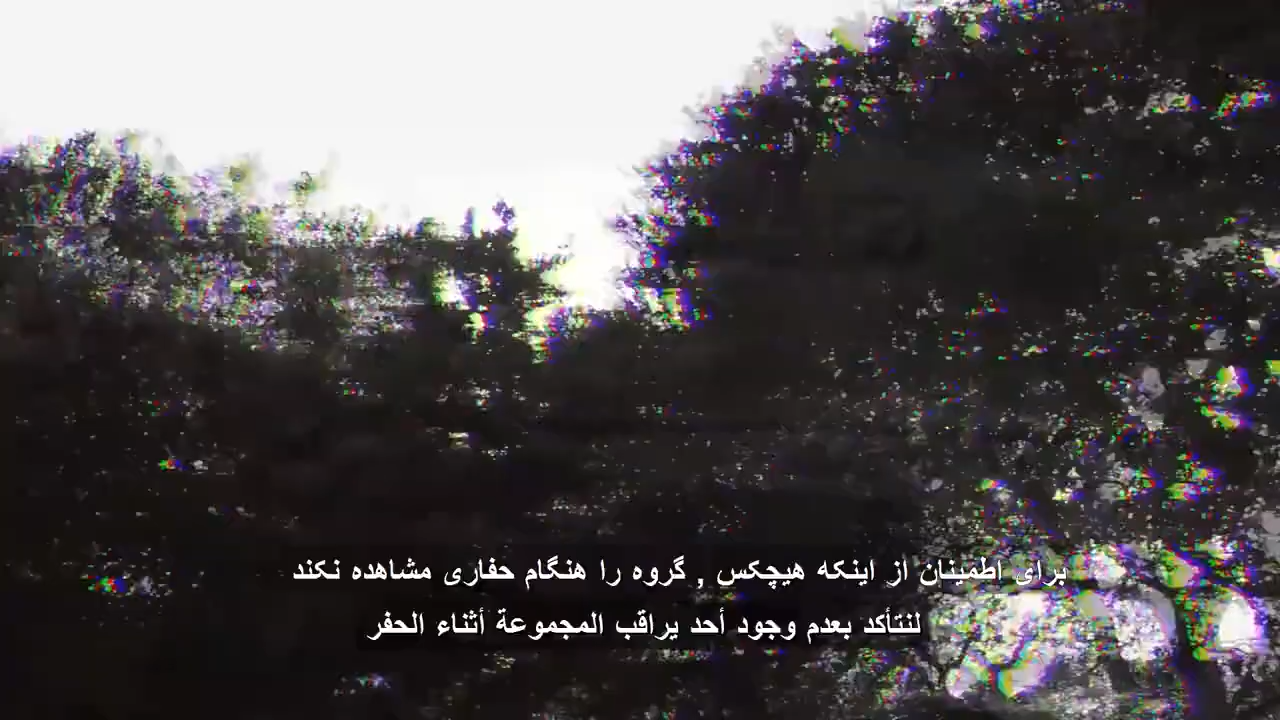 برای اطمینان از اینکه هیچکس , گروه را هنگام حفاری مشاهده نکند
لنتأكد بعدم وجود أحد يراقب المجموعة أثناء الحفر